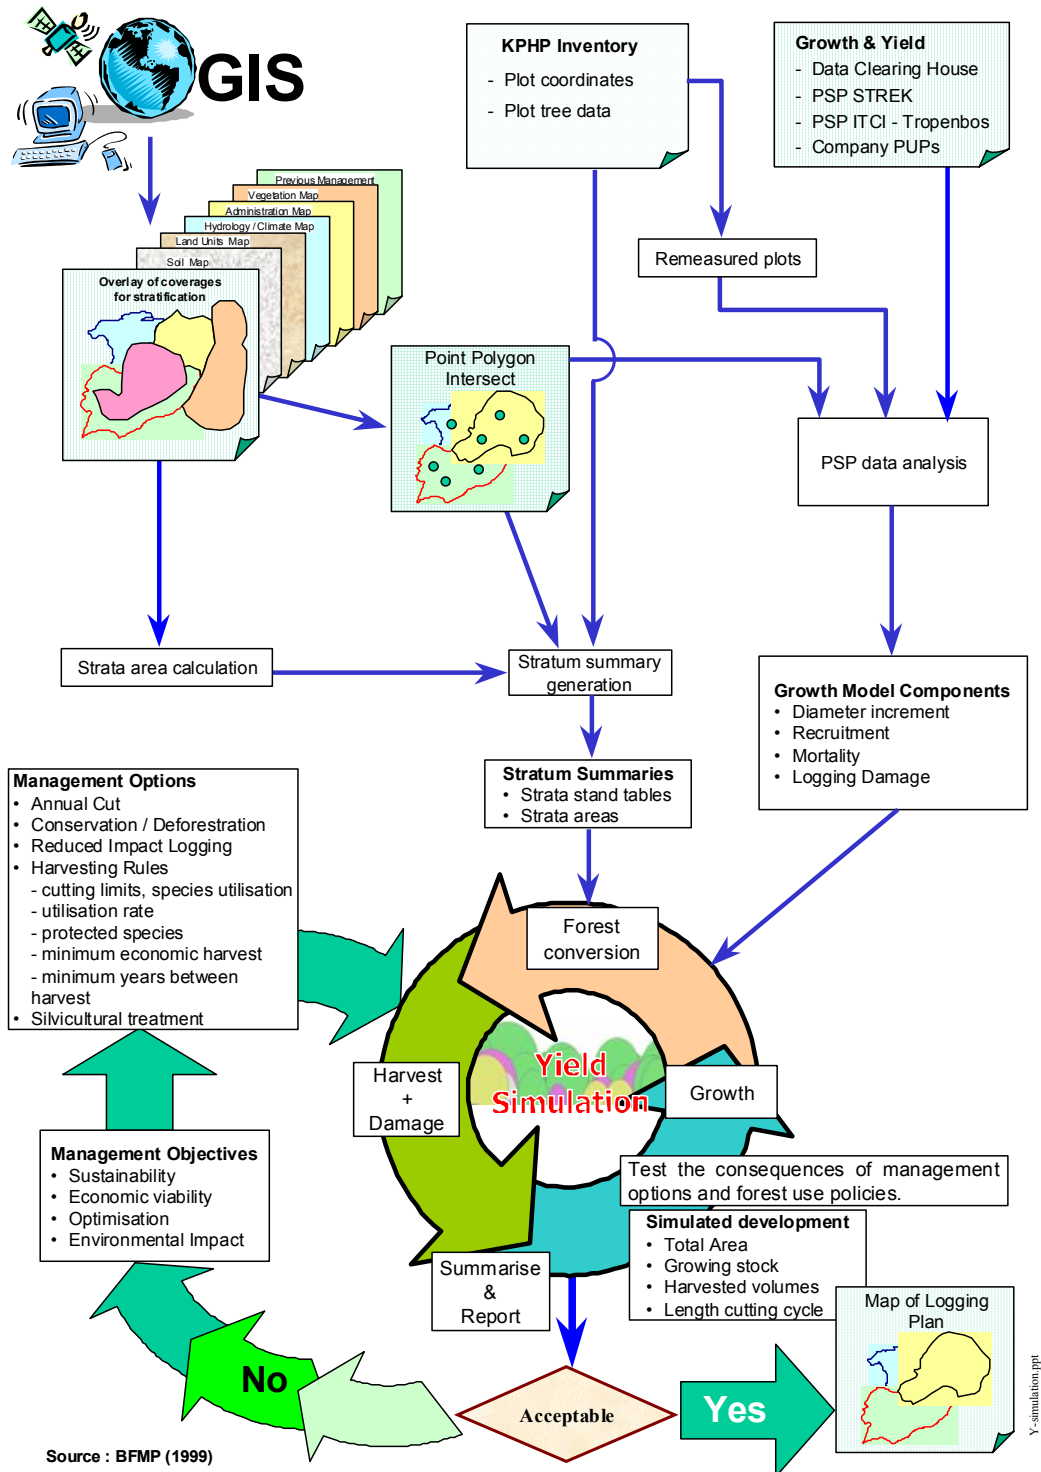 GIS
KPHP Inventory
- Plot coordinates
- Plot tree data
Growth & Yield
- Data Clearing House
- PSP STREK
- PSP ITCI - Tropenbos
- Company PUPs
Previous Management
Vegetation Map
Administration Map
Hydrology / Climate Map
Land Units Map
Soil Map
Overlay of coverages
for stratification
Remeasured plots
Point Polygon
Intersect
PSP data analysis
Strata area calculation
Stratum summary
generation
Growth Model Components
• Diameter increment
• Recruitment
• Mortality
• Logging Damage
Stratum Summaries
• Strata stand tables
• Strata areas
Management Options
• Annual Cut
• Conservation / Deforestration
• Reduced Impact Logging
• Harvesting Rules
- cutting limits, species utilisation
- utilisation rate
- protected species
- minimum economic harvest
- minimum years between
harvest
• Silvicultural treatment
Forest
conversion
Yield
Simulation
Harvest
+
Damage
Growth
Management Objectives
• Sustainability
• Economic viability
• Optimisation
• Environmental Impact
Test the consequences of management
options and forest use policies.
Simulated development
• Total Area
• Growing stock
• Harvested volumes
• Length cutting cycle
Summarise
&
Report
Map of Logging
Plan
No
Acceptable
Yes
Y-simulation.ppt
Source : BFMP (1999)